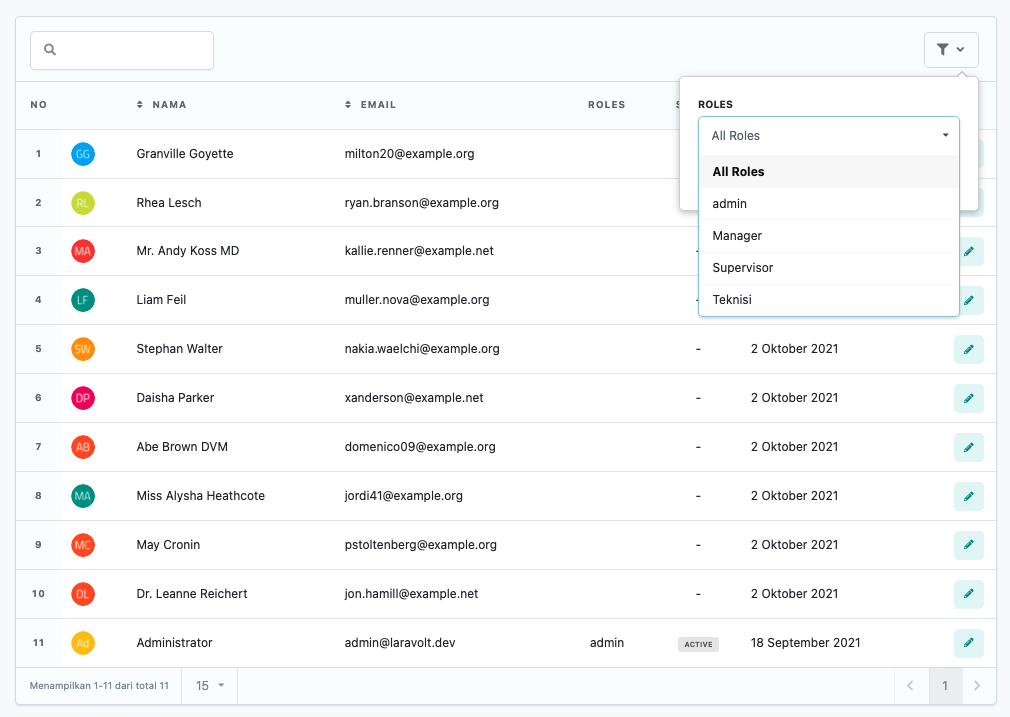 NO NAMA EMAIL ROLES S
ROLES
All Roles
All Roles
admin
Manager
Supervisor
Teknisi
1 GG Granville Goyette milton20@example.org
2 RL Rhea Lesch ryan.branson@example.org
3 MA Mr. Andy Koss MD kallie.renner@example.net -
4 LF Liam Feil muller.nova@example.org -
5 SW Stephan Walter nakia.waelchi@example.org - 2 Oktober 2021
6 DP Daisha Parker xanderson@example.net - 2 Oktober 2021
7 AB Abe Brown DVM domenico09@example.org - 2 Oktober 2021
8 MA Miss Alysha Heathcote jordi41@example.org - 2 Oktober 2021
9 MC May Cronin pstoltenberg@example.org - 2 Oktober 2021
10 DL Dr. Leanne Reichert jon.hamill@example.net - 2 Oktober 2021
11 Ad Administrator admin@laravolt.dev admin ACTIVE 18 September 2021
Menampilkan 1-11 dari total 11 15 1